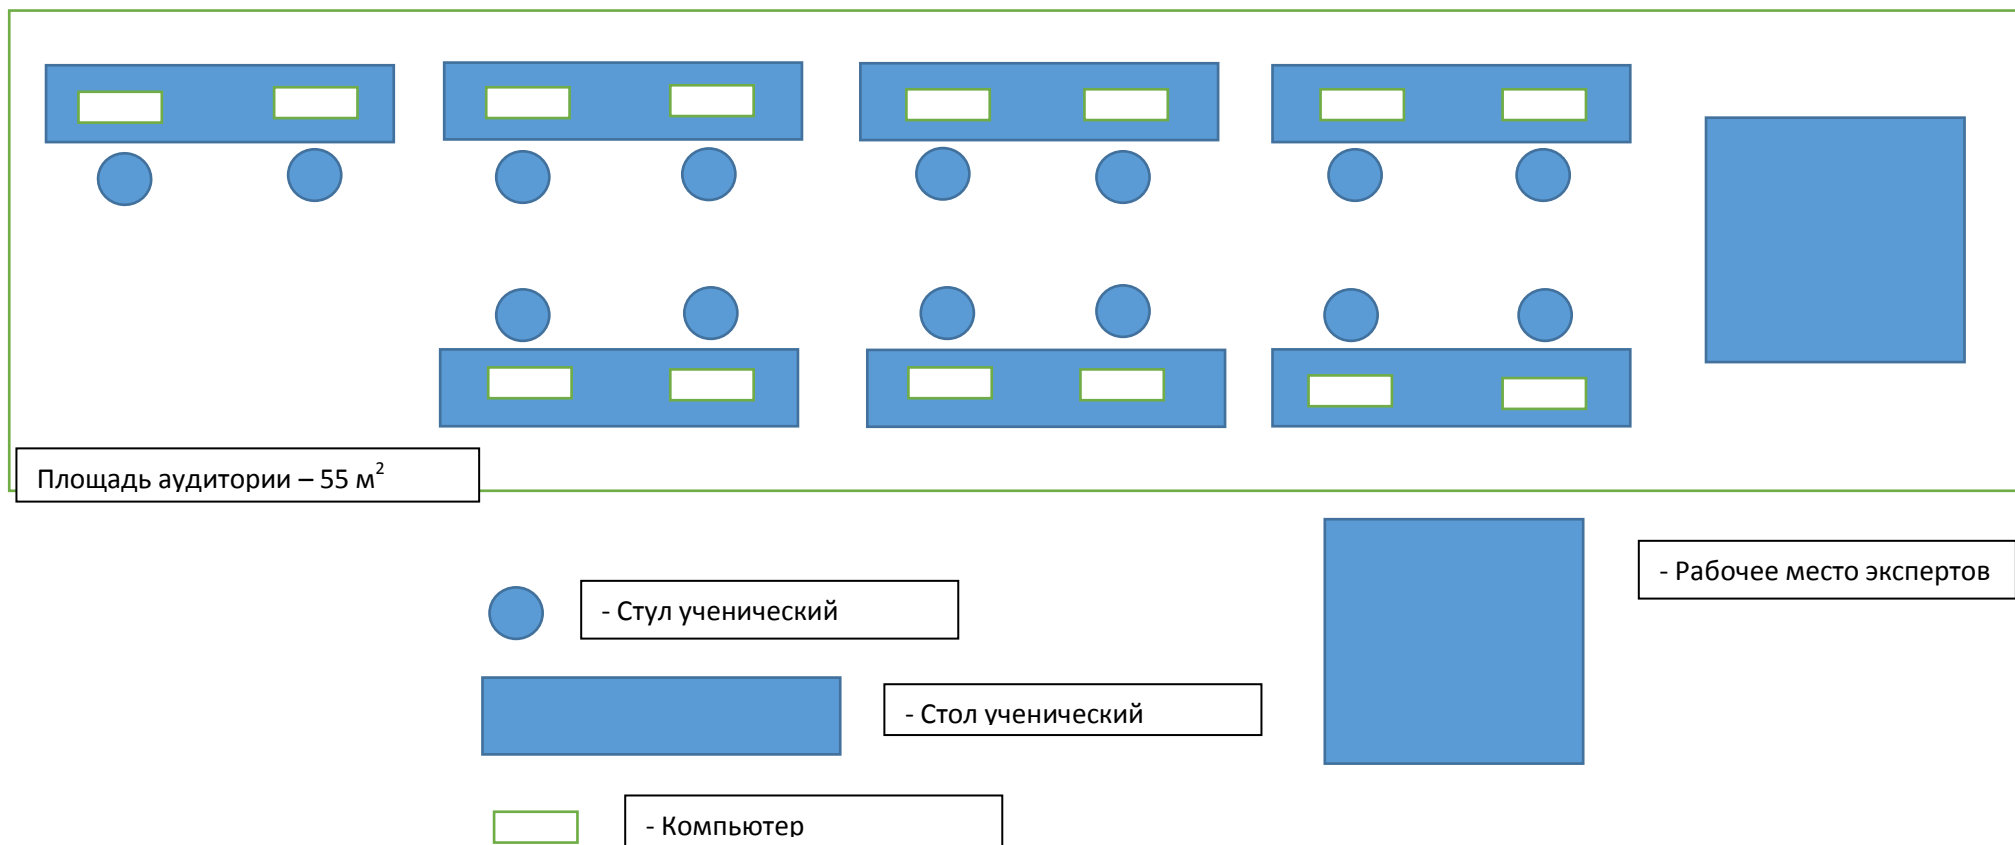 Площадь аудитории – 55 м²
- Рабочее место экспертов
- Стул ученический
- Стол ученический
- Компьютер